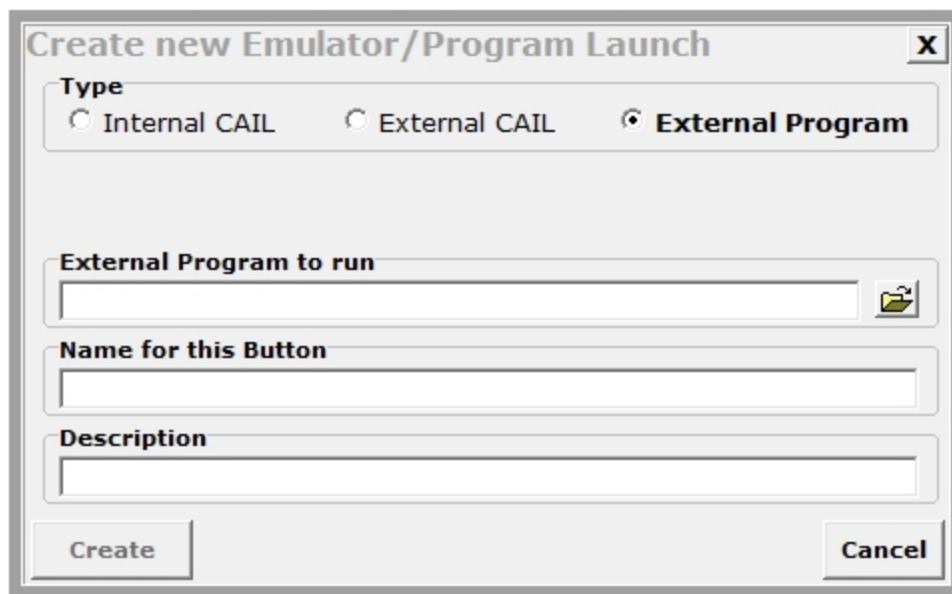 Create new Emulator/Program Launch X
Type
Internal CAIL External CAIL External Program
External Program to run
Name for this Button
Description
Create Cancel